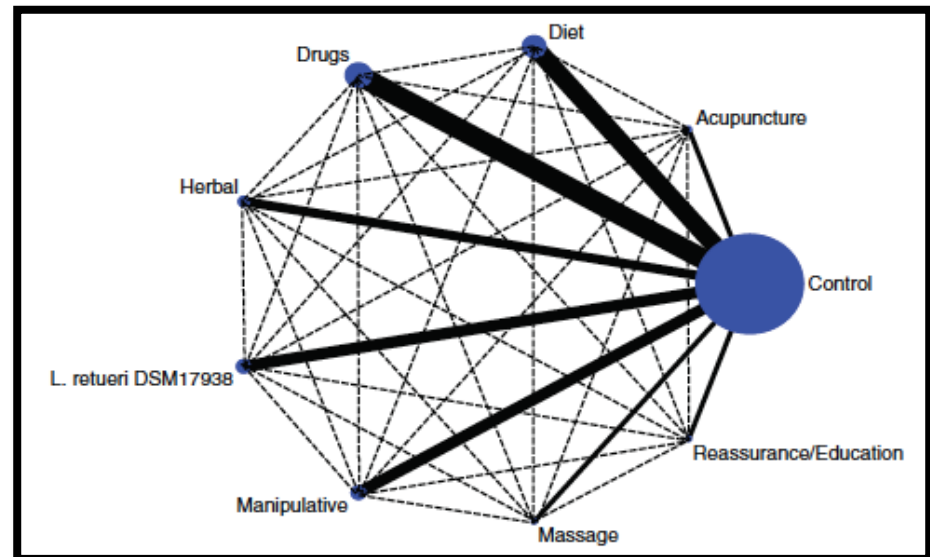 Diet
Drugs
Acupuncture
Herbal
Control
L. retueri DSM17938
Reassurance/Education
Manipulative
Massage